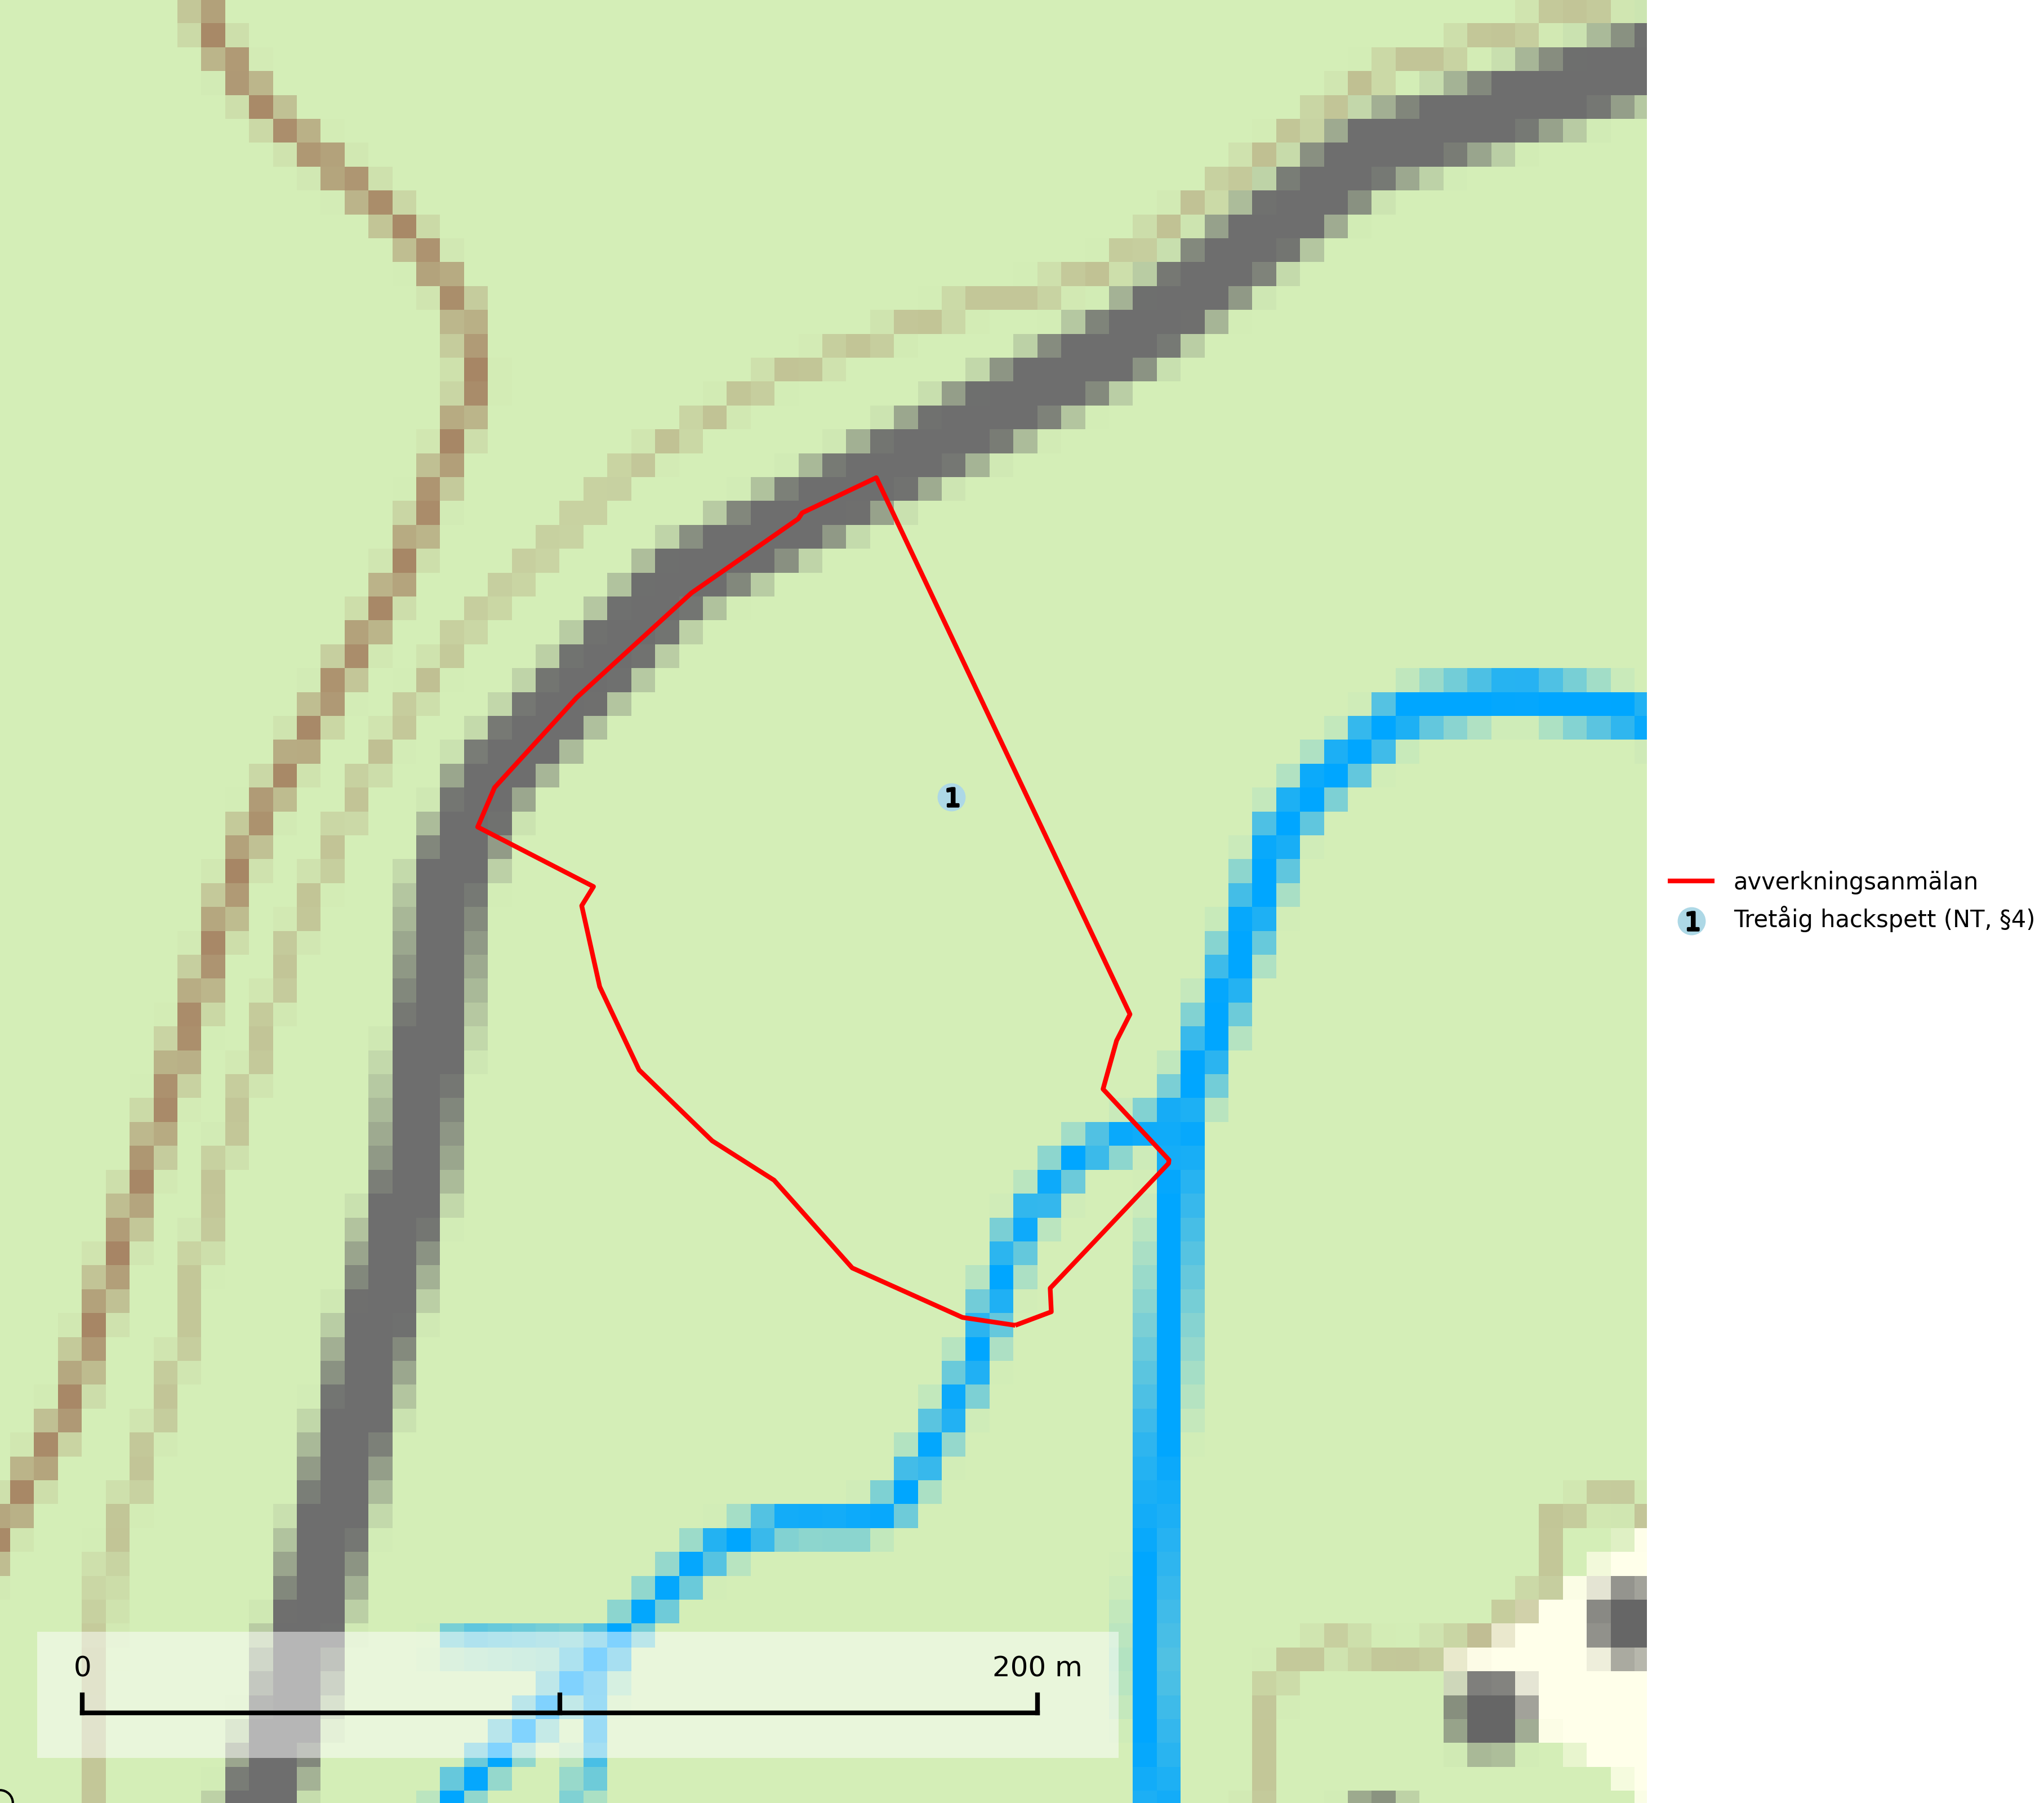 1
avverkningsanmälan
1 Tretåig hackspett (NT, §4)
0 200 m